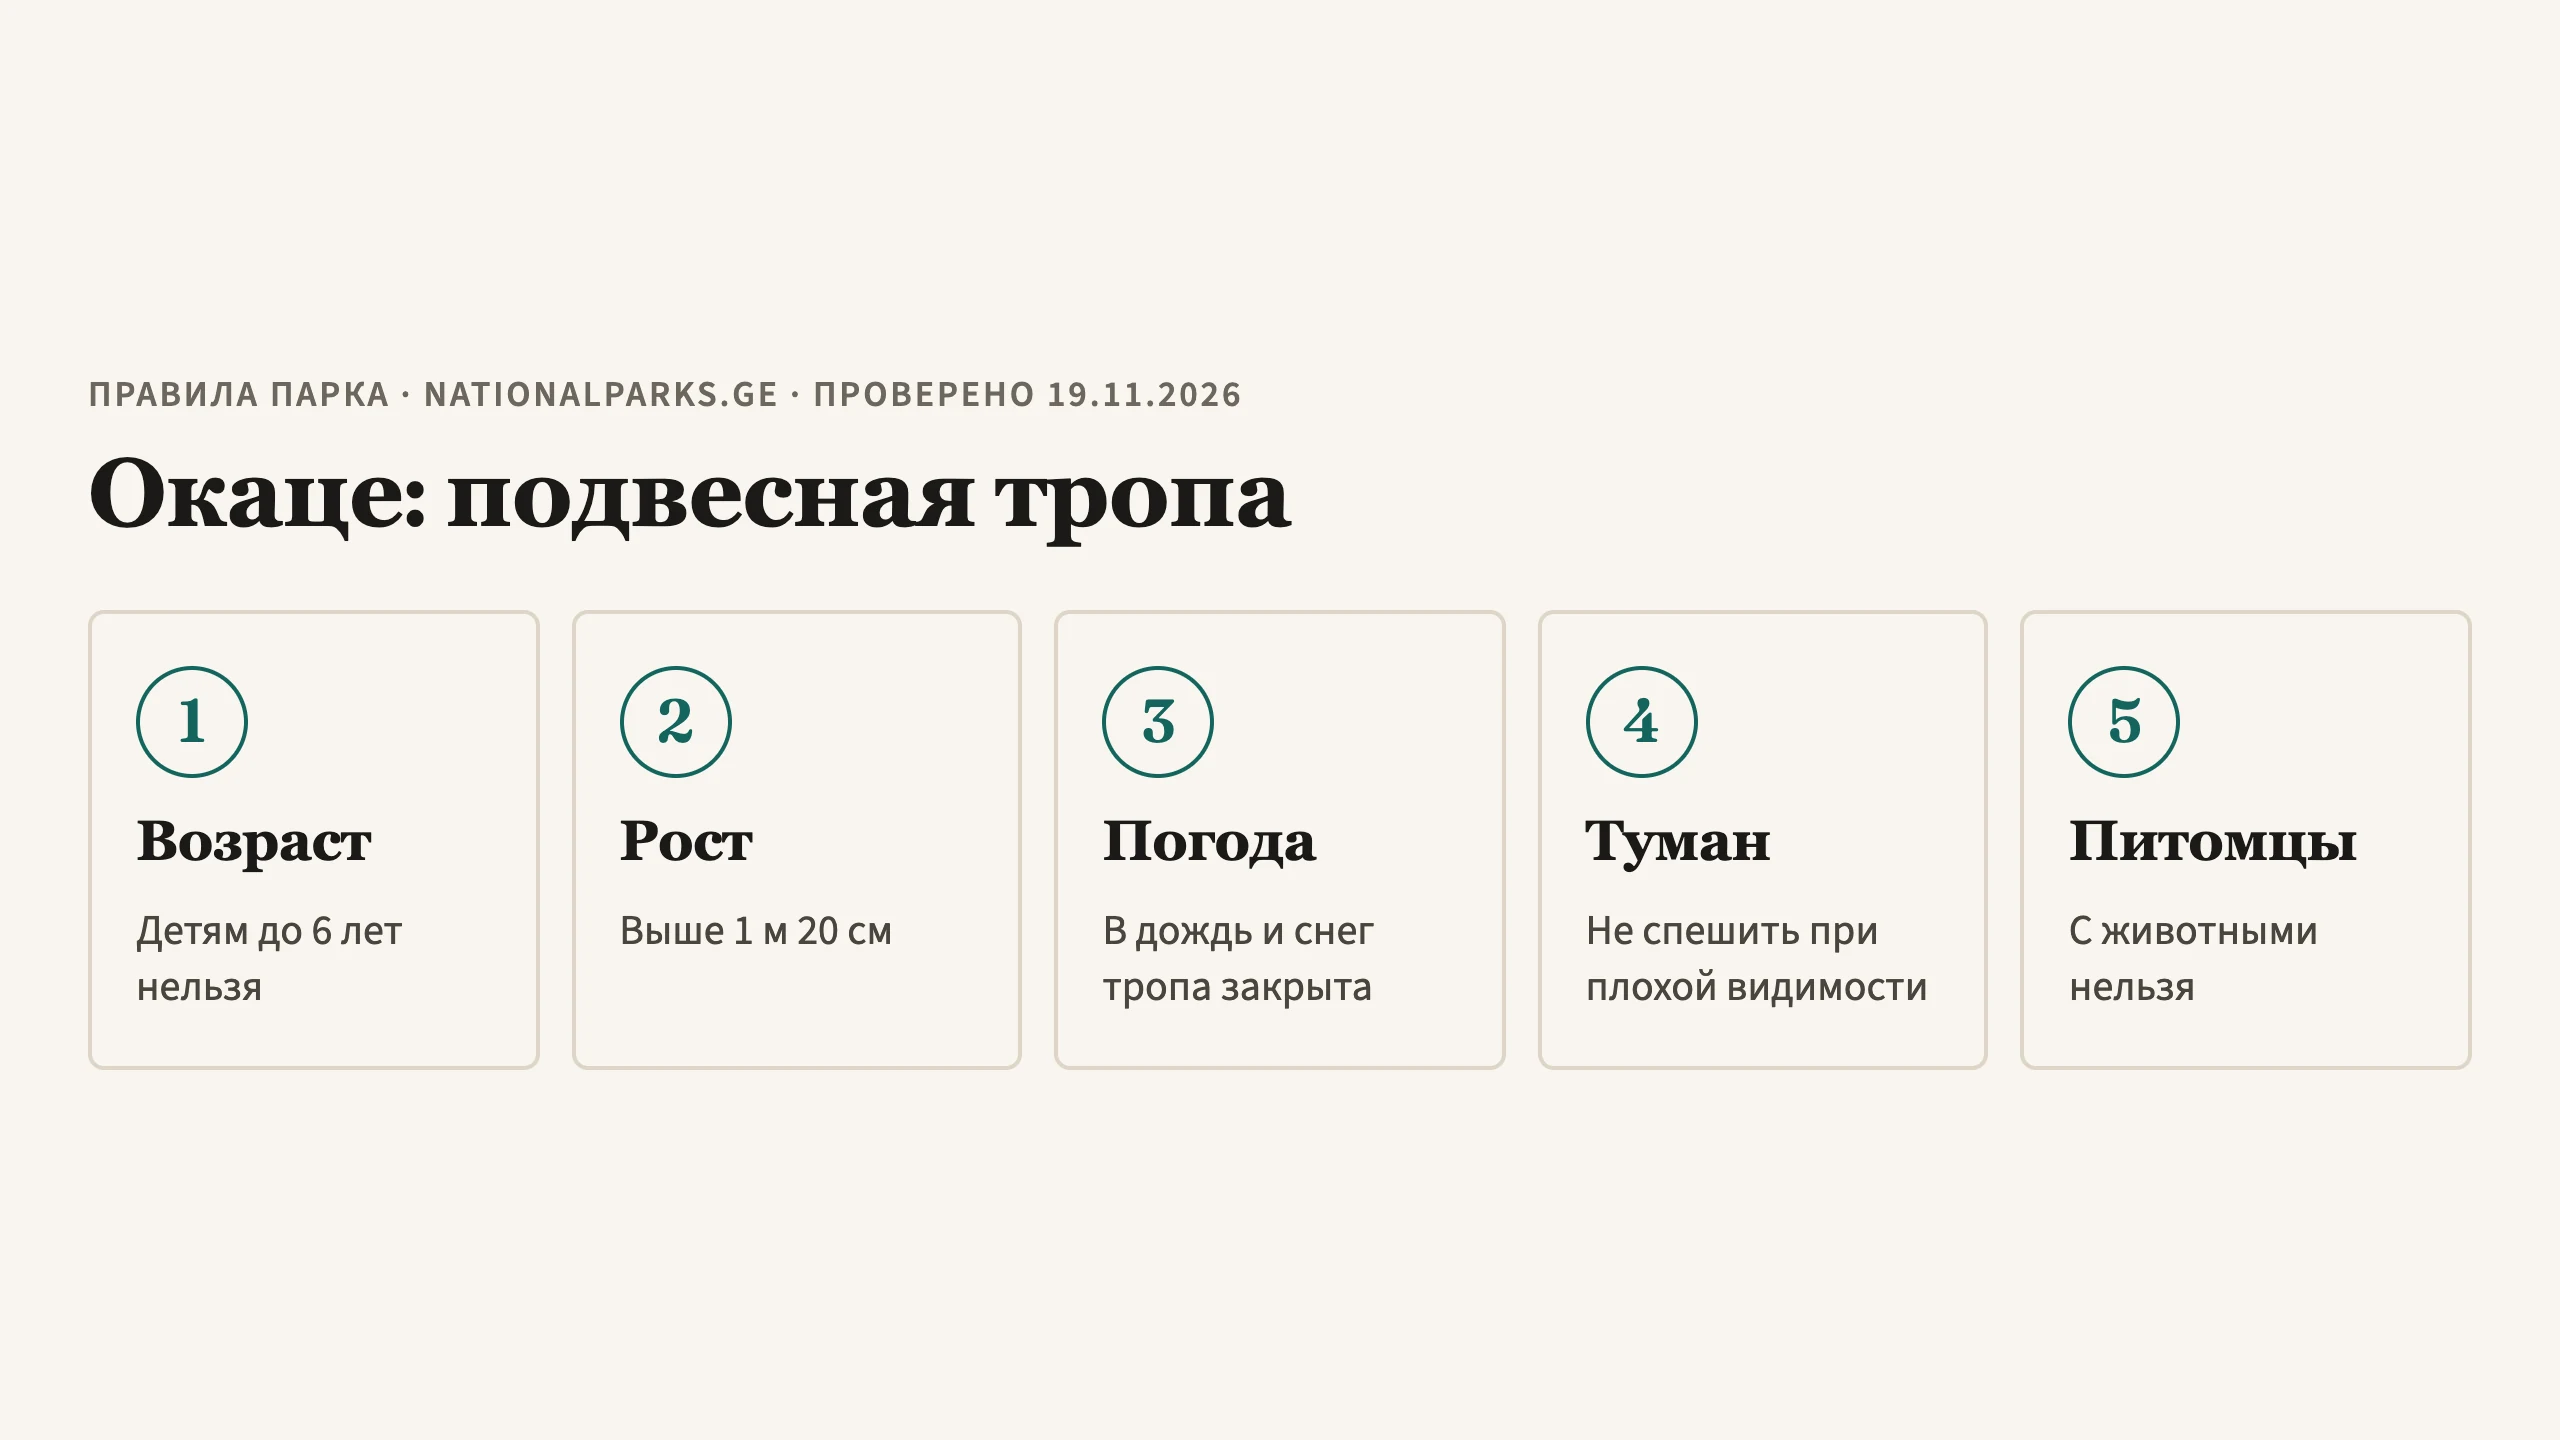 ПРАВИЛА ПАРКА · NATIONALPARKS.GE · ПРОВЕРЕНО 19.11.2026
Окаце: подвесная тропа
1
Возраст
Детям до 6 лет
нельзя
2
Рост
Выше 1 м 20 см
3
Погода
В дождь и снег
тропа закрыта
4
Туман
Не спешить при
плохой видимости
5
Питомцы
С животными
нельзя